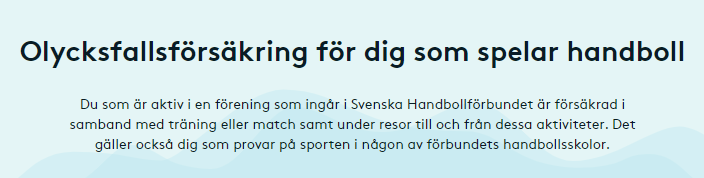 Olycksfallsförsäkring för dig som spelar handboll
Du som är aktiv i en förening som ingår i Svenska Handbollförbundet är försäkrad i
samband med träning eller match samt under resor till och från dessa aktiviteter. Det
gäller också dig som provar på sporten i någon av förbundets handbollsskolor.